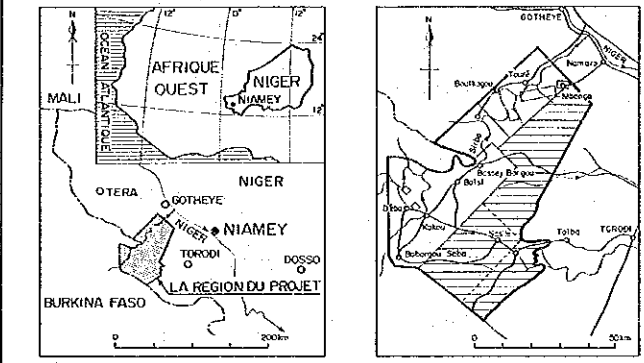 N
12°
0°
12°
24°
OCEAN ATLANTIQUE
AFRIQUE
OUEST
NIGER
NIAMEY
12°
MALI
TERA
GOTHEYE
NIGER
NIGER
NIAMEY
TORODI
DOSSO
LA REGION DU PROJET
BURKINA FASO
0
200km
N
GOTHEYE
NIGER
Namaro
Touré
Sirba
Bossey Bangou
Tolba
TORODI
0
50km